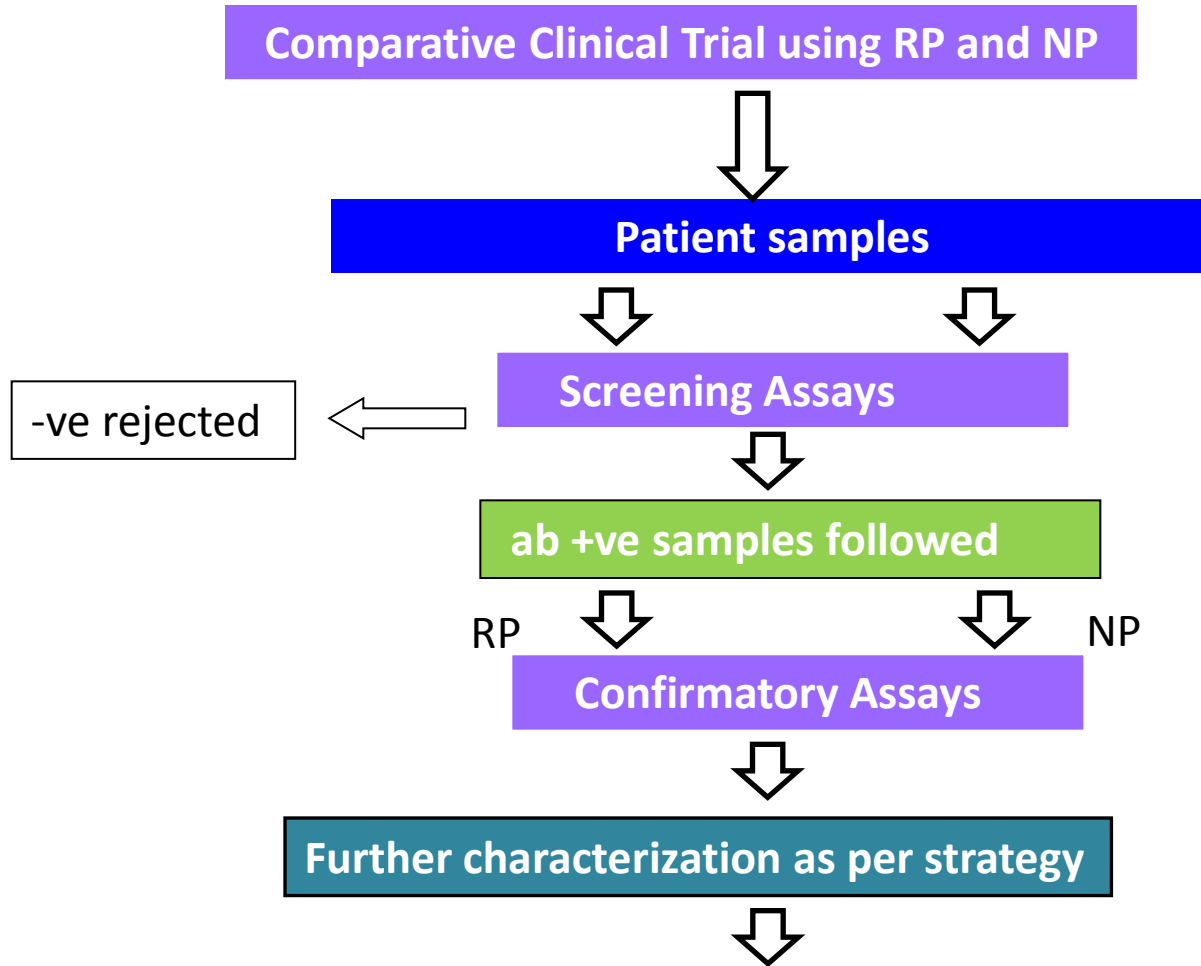 Comparative Clinical Trial using RP and NP
Patient samples
Screening Assays
-ve rejected
ab +ve samples followed
RP
NP
Confirmatory Assays
Further characterization as per strategy